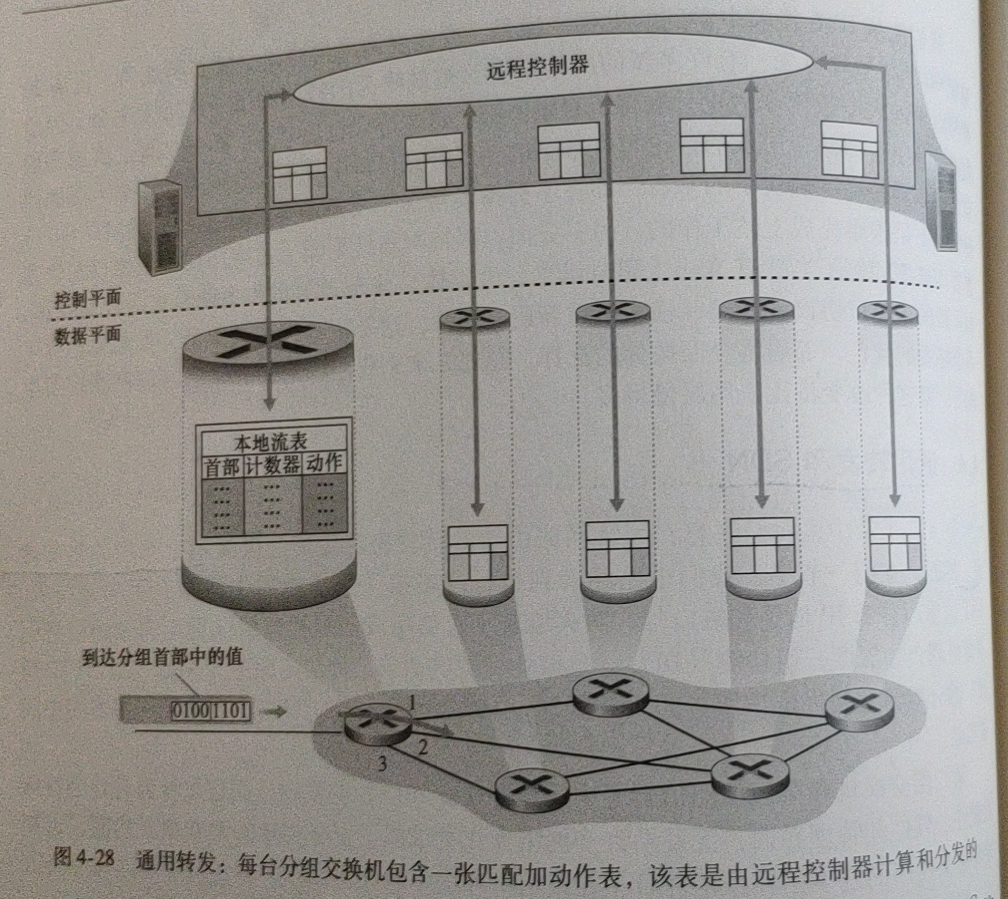 远程控制器
控制平面
数据平面
本地流表
首部 计数器 动作
... ... ...
... ... ...
... ... ...
... ... ...
到达分组首部中的值
01001101
1
2
3
图4-28 通用转发：每台分组交换机包含一张匹配加动作表，该表是由远程控制器计算和分发的